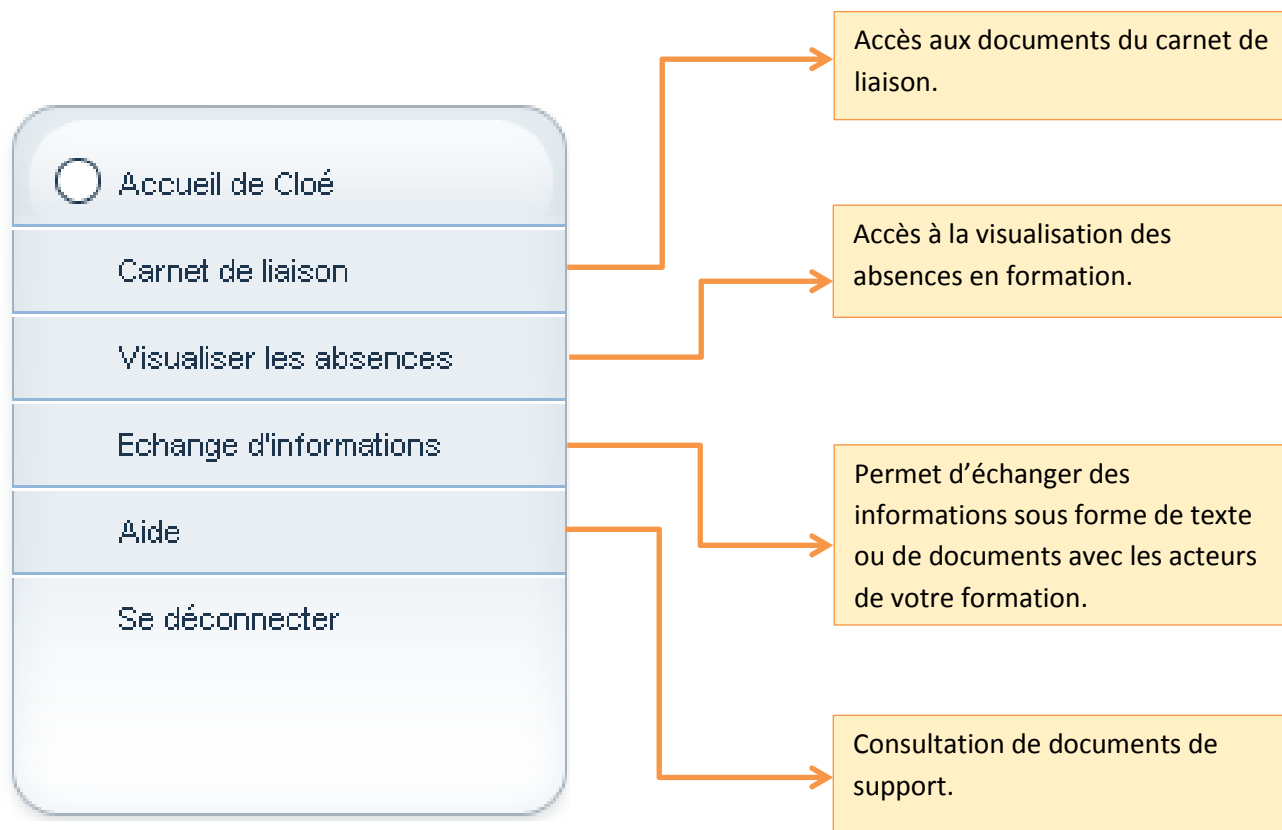 Accueil de Cloé
Carnet de liaison
Visualiser les absences
Echange d'informations
Aide
Se déconnecter
Accès aux documents du carnet de
liaison.
Accès à la visualisation des
absences en formation.
Permet d’échanger des
informations sous forme de texte
ou de documents avec les acteurs
de votre formation.
Consultation de documents de
support.